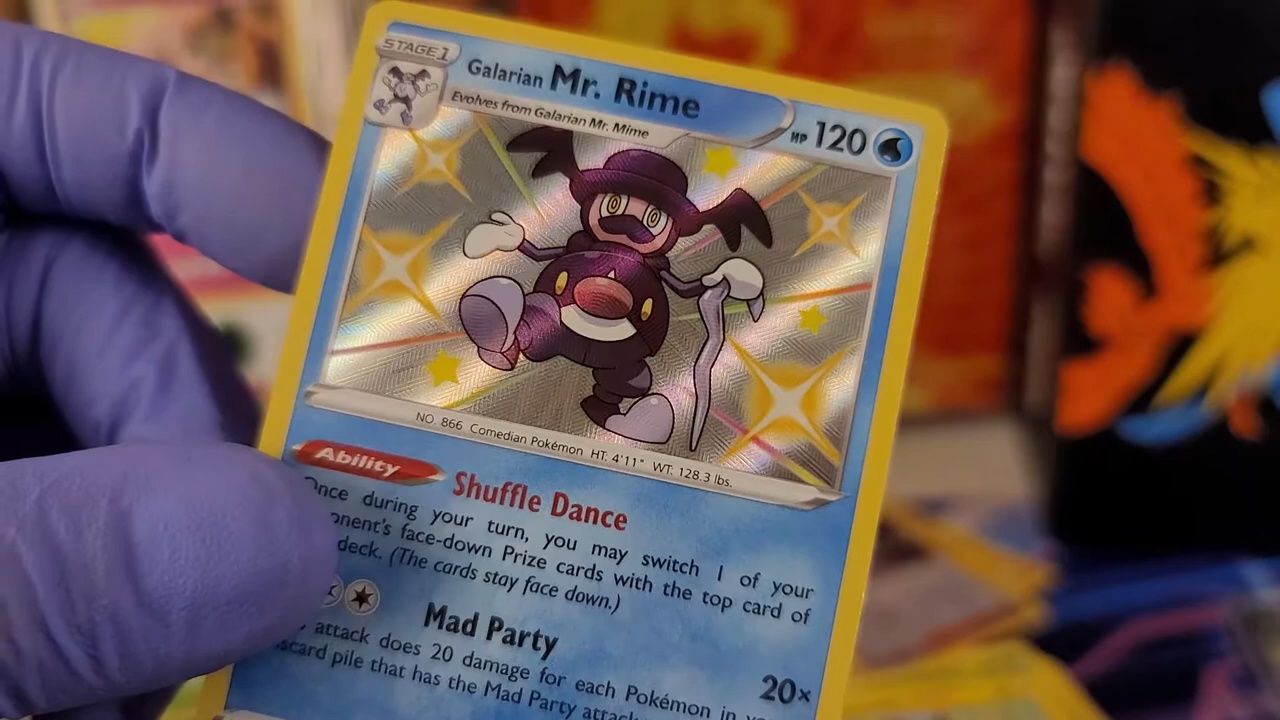 STAGE 1
Galarian Mr. Rime
HP 120
Evolves from Galarian Mr. Mime
NO. 866 Comedian Pokémon HT: 4'11" WT: 128.3 lbs.
Ability Shuffle Dance
Once during your turn, you may switch 1 of your
onent's face-down Prize cards with the top card of
deck. (The cards stay face down.)
Mad Party 20×
attack does 20 damage for each Pokémon in
scard pile that has the Mad Party attack